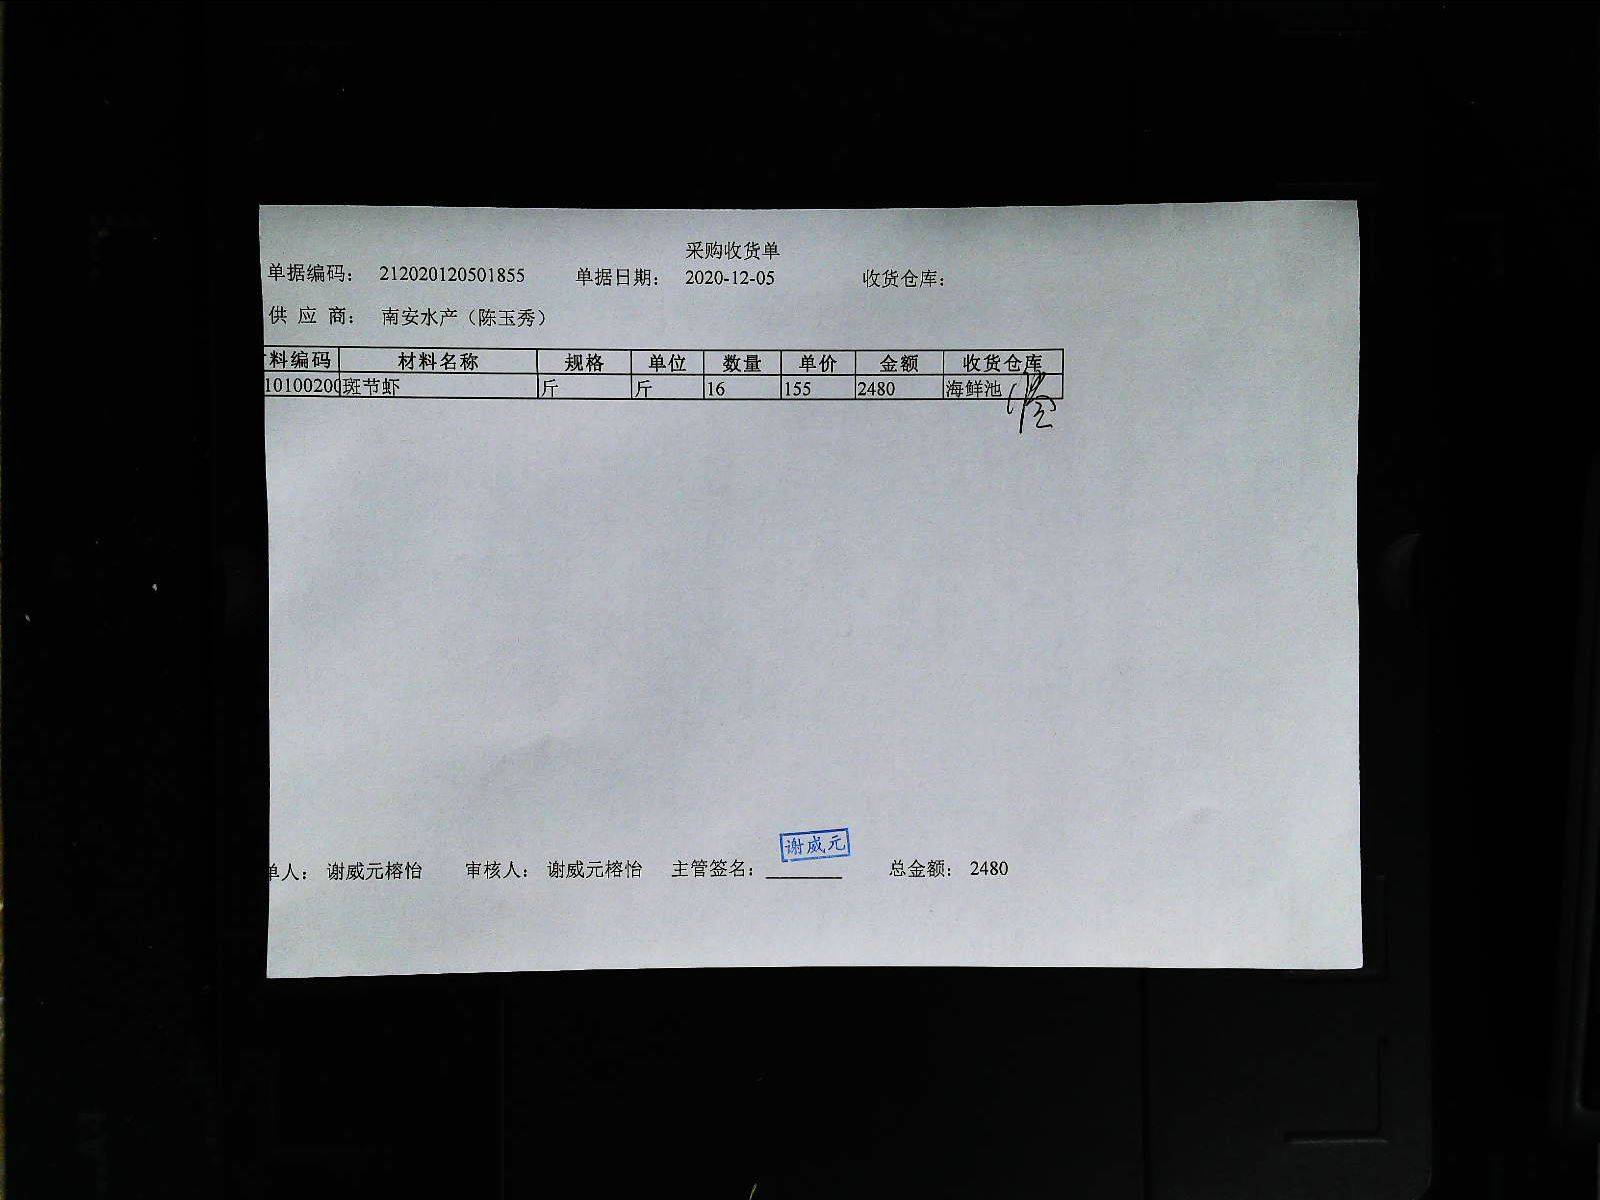 采购收货单
单据编码： 212020120501855 单据日期： 2020-12-05 收货仓库：
供 应 商： 南安水产（陈玉秀）
料编码 材料名称 规格 单位 数量 单价 金额 收货仓库
10100200 斑节虾 斤 斤 16 155 2480 海鲜池
谢威元
单人： 谢威元榕怡 审核人： 谢威元榕怡 主管签名： 总金额： 2480